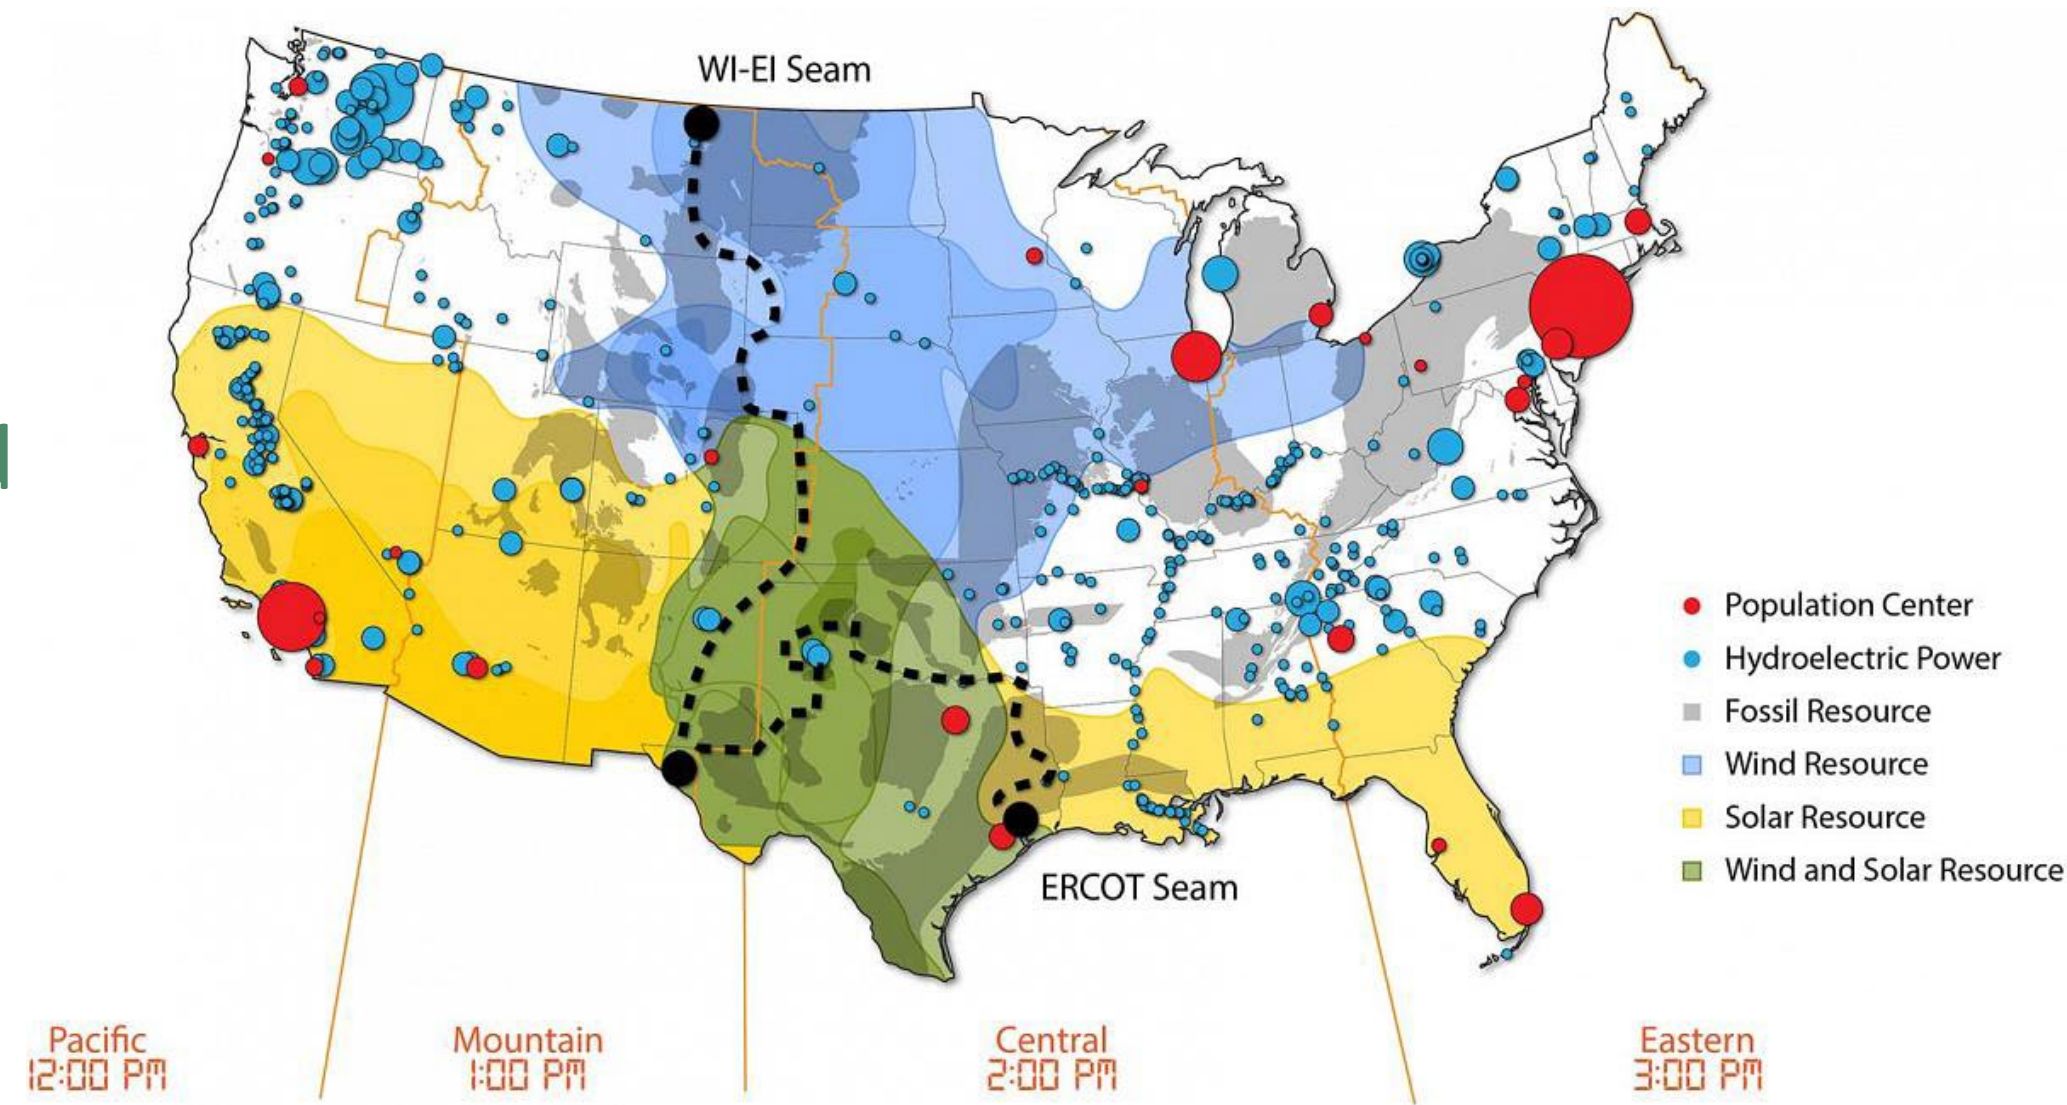 WI-EI Seam
Population Center
Hydroelectric Power
Fossil Resource
Wind Resource
Solar Resource
Wind and Solar Resource
ERCOT Seam
Pacific
12:00 PM
Mountain
1:00 PM
Central
2:00 PM
Eastern
3:00 PM